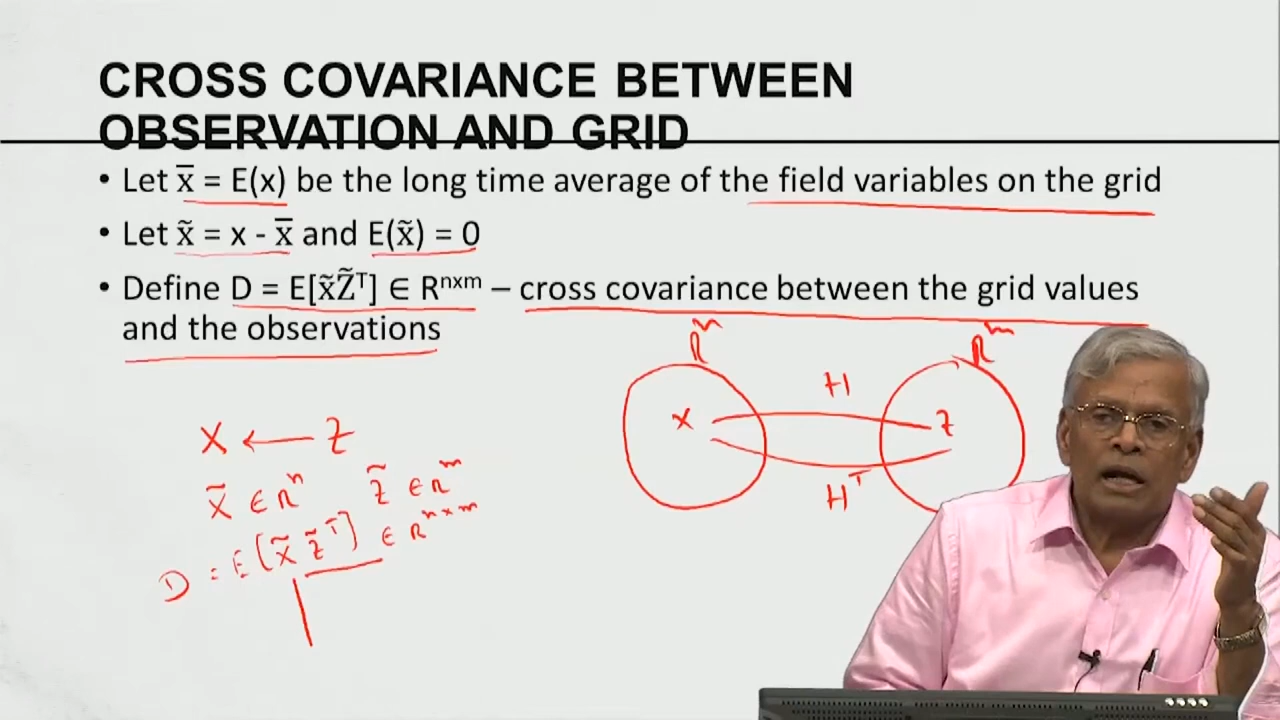 CROSS COVARIANCE BETWEEN
OBSERVATION AND GRID
• Let x̅ = E(x) be the long time average of the field variables on the grid
• Let x̃ = x - x̅ and E(x̃) = 0
• Define D = E[x̃Z̃ᵀ] ∈ Rⁿˣᵐ – cross covariance between the grid values
and the observations
Rⁿ
Rᵐ
H
x
z
Hᵀ
x ← z
x̃ ∈ Rⁿ z̃ ∈ Rᵐ
D = E[x̃ z̃ᵀ] ∈ Rⁿˣᵐ